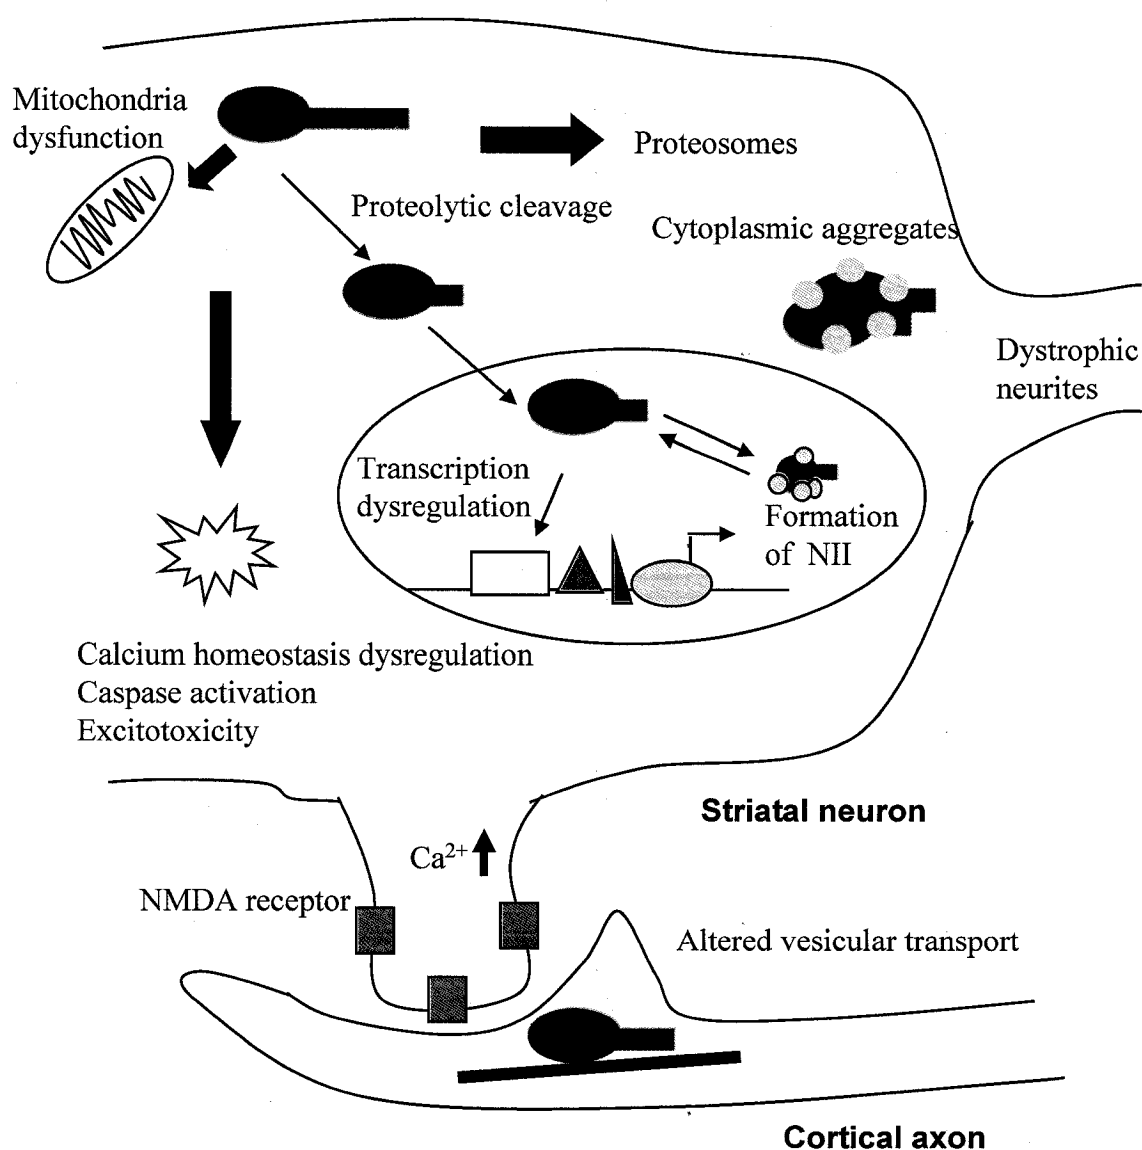 Mitochondria
dysfunction
Proteosomes
Proteolytic cleavage
Cytoplasmic aggregates
Dystrophic
neurites
Transcription
dysregulation
Formation
of NII
Calcium homeostasis dysregulation
Caspase activation
Excitotoxicity
Striatal neuron
Ca²⁺
NMDA receptor
Altered vesicular transport
Cortical axon